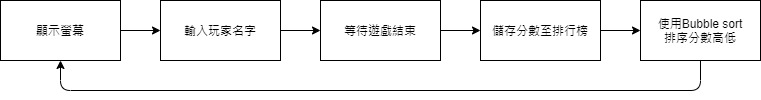 顯示螢幕
輸入玩家名字
等待遊戲結束
儲存分數至排行榜
使用Bubble sort
排序分數高低